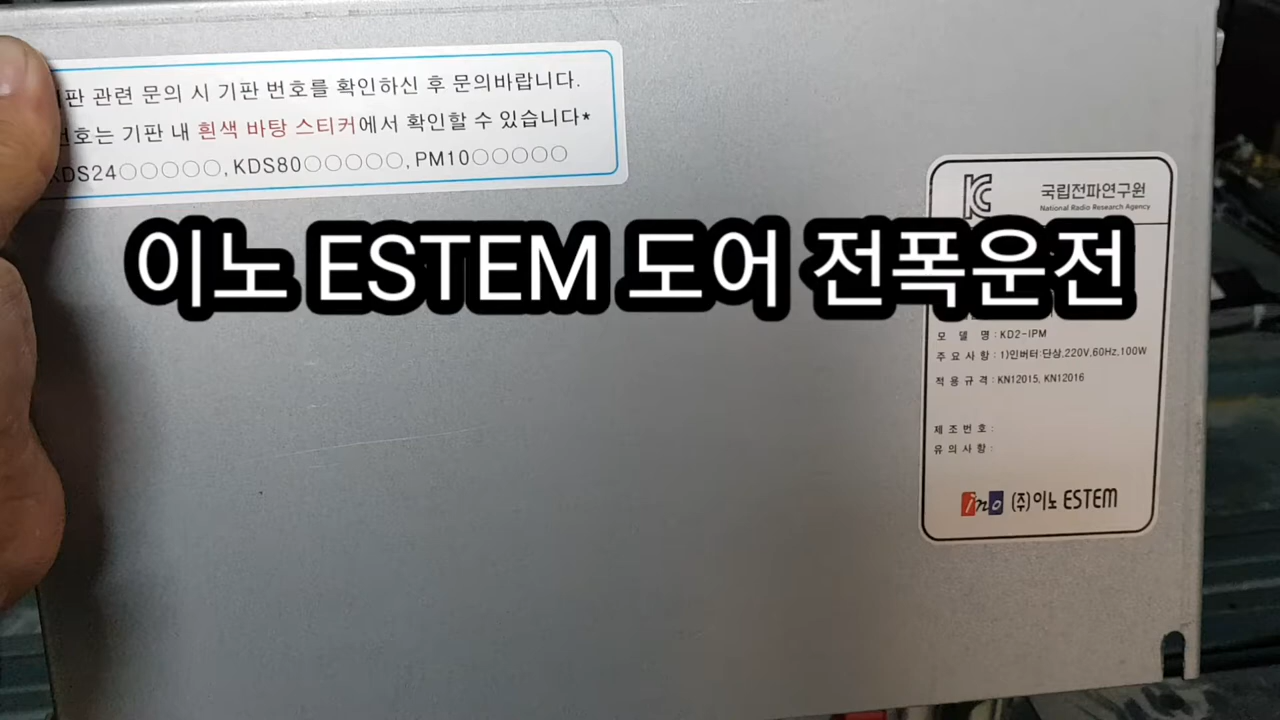 기판 관련 문의 시 기판 번호를 확인하신 후 문의바랍니다.
번호는 기판 내 흰색 바탕 스티커에서 확인할 수 있습니다*
KDS24○○○○○, KDS80○○○○○, PM10○○○○○
KC 국립전파연구원
National Radio Research Agency
이노 ESTEM 도어 전폭운전
모 델 명 : KD2-IPM
주 요 사 항 : 1)인버터:단상,220V,60Hz,100W
적 용 규 격 : KN12015, KN12016
제 조 번 호 :
유 의 사 항 :
ino (주)이노 ESTEM